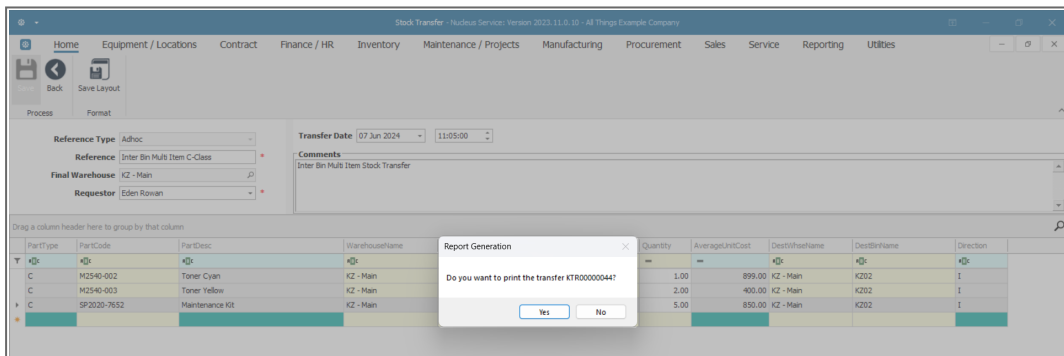 Stock Transfer - Nucleus Service: Version 2023.11.0.10 - All Things Example Company
Home Equipment / Locations Contract Finance / HR Inventory Maintenance / Projects Manufacturing Procurement Sales Service Reporting Utilities
Save Back Save Layout
Process Format
Reference Type Adhoc Transfer Date 07 Jun 2024 11:05:00
Reference Inter Bin Multi Item C-Class * Comments
Inter Bin Multi Item Stock Transfer
Final Warehouse KZ - Main
Requestor Eden Rowan *
Drag a column header here to group by that column
PartType PartCode PartDesc WarehouseName Quantity AverageUnitCost DestWhseName DestBinName Direction
C M2540-002 Toner Cyan KZ - Main 1.00 899.00 KZ - Main KZ02 I
C M2540-003 Toner Yellow KZ - Main 2.00 400.00 KZ - Main KZ02 I
C SP2020-7652 Maintenance Kit KZ - Main 5.00 850.00 KZ - Main KZ02 I
Report Generation
Do you want to print the transfer KTR00000044?
Yes No